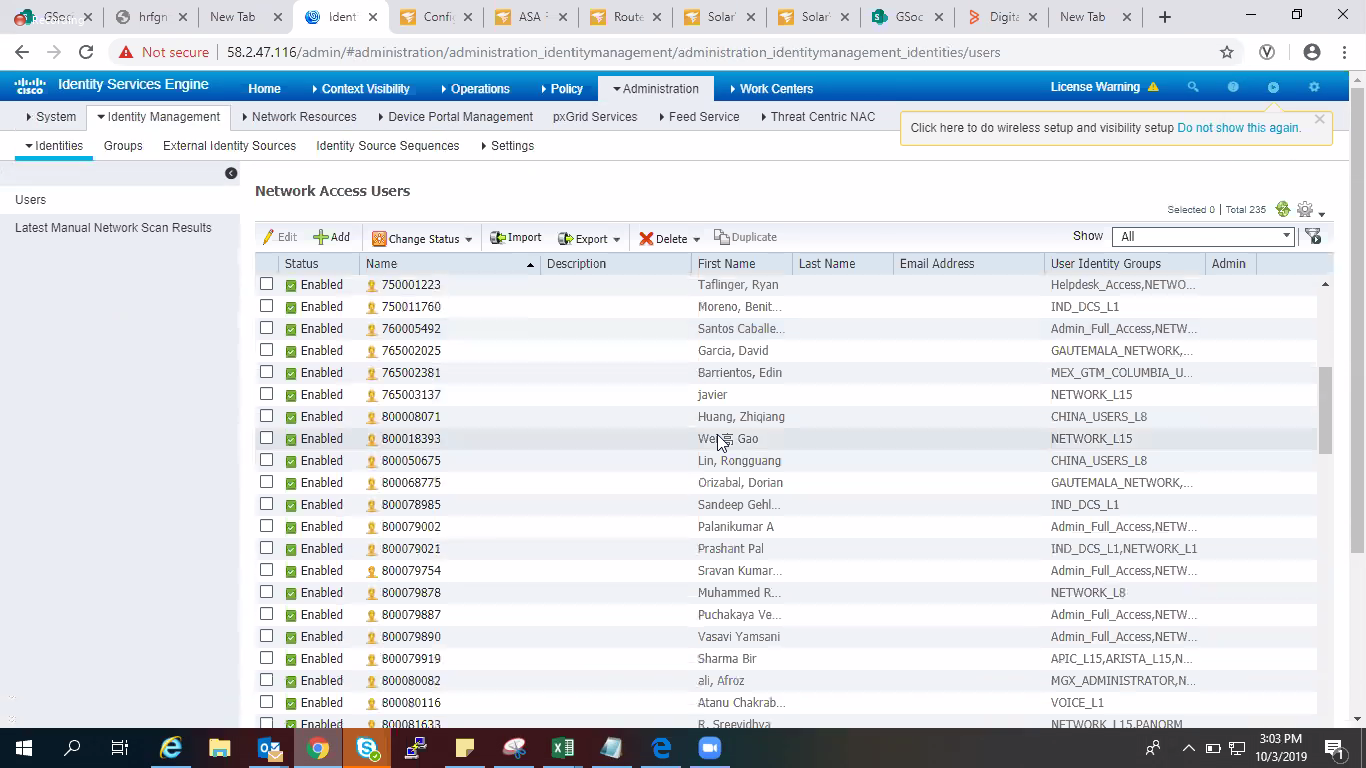 GSoc
hrfgn
New Tab
Ident
Confi
ASA
Route
Solar
Solar
GSoc
Digita
New Tab
Not secure
58.2.47.116/admin/#administration/administration_identitymanagement/administration_identitymanagement_identities/users
cisco
Identity Services Engine
Home
Context Visibility
Operations
Policy
Administration
Work Centers
License Warning
System
Identity Management
Network Resources
Device Portal Management
pxGrid Services
Feed Service
Threat Centric NAC
Click here to do wireless setup and visibility setup Do not show this again.
Identities
Groups
External Identity Sources
Identity Source Sequences
Settings
Users
Latest Manual Network Scan Results
Network Access Users
Selected 0 | Total 235
Edit
Add
Change Status
Import
Export
Delete
Duplicate
Show
All
Status Name Description First Name Last Name Email Address User Identity Groups Admin
Enabled 750001223 Taflinger, Ryan Helpdesk_Access,NETWO...
Enabled 750011760 Moreno, Benit... IND_DCS_L1
Enabled 760005492 Santos Caballe... Admin_Full_Access,NETW...
Enabled 765002025 Garcia, David GAUTEMALA_NETWORK,...
Enabled 765002381 Barrientos, Edin MEX_GTM_COLUMBIA_U...
Enabled 765003137 javier NETWORK_L15
Enabled 800008071 Huang, Zhiqiang CHINA_USERS_L8
Enabled 800018393 Gao NETWORK_L15
Enabled 800050675 Lin, Rongguang CHINA_USERS_L8
Enabled 800068775 Orizabal, Dorian GAUTEMALA_NETWORK,...
Enabled 800078985 Sandeep Gehl... IND_DCS_L1
Enabled 800079002 Palanikumar A Admin_Full_Access,NETW...
Enabled 800079021 Prashant Pal IND_DCS_L1,NETWORK_L1
Enabled 800079754 Sravan Kumar... Admin_Full_Access,NETW...
Enabled 800079878 Muhammed R... NETWORK_L8
Enabled 800079887 Puchakaya Ve... Admin_Full_Access,NETW...
Enabled 800079890 Vasavi Yamsani Admin_Full_Access,NETW...
Enabled 800079919 Sharma Bir APIC_L15,ARISTA_L15,N...
Enabled 800080082 ali, Afroz MGX_ADMINISTRATOR,N...
Enabled 800080116 Atanu Chakrab... VOICE_L1
Enabled 800081633 R, Sreevidhya NETWORK_L15,PANORM
3:03 PM
10/3/2019
1